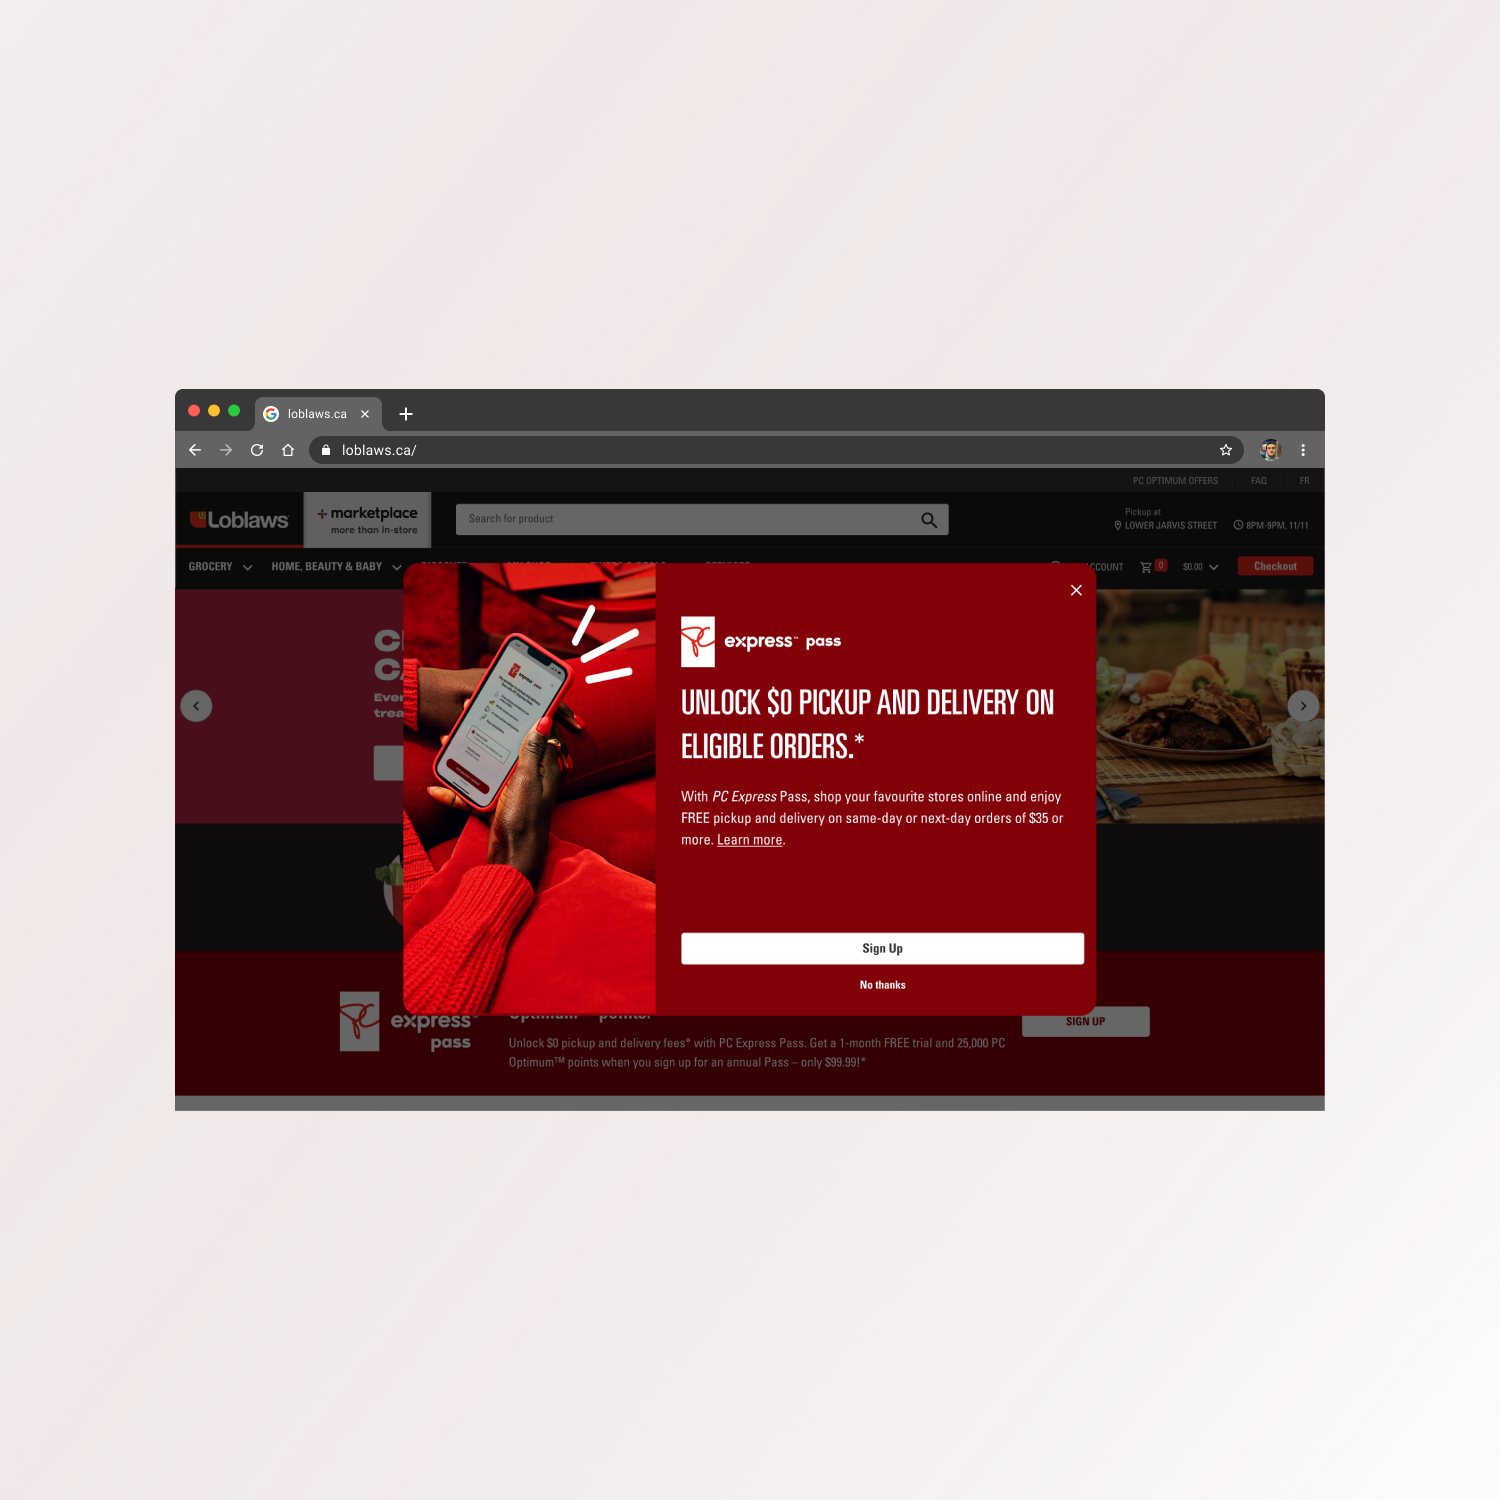 loblaws.ca
loblaws.ca/
PC OPTIMUM OFFERS
FAQ
FR
Loblaws
+marketplace
more than in-store
Search for product
Pickup at
LOWER JARVIS STREET
8PM-9PM, 11/11
GROCERY
HOME, BEAUTY & BABY
0
$0.00
Checkout
express™ pass
UNLOCK $0 PICKUP AND DELIVERY ON
ELIGIBLE ORDERS.*
With PC Express Pass, shop your favourite stores online and enjoy
FREE pickup and delivery on same-day or next-day orders of $35 or
more. Learn more.
Sign Up
No thanks
express™
pass
Unlock $0 pickup and delivery fees* with PC Express Pass. Get a 1-month FREE trial and 25,000 PC
Optimum™ points when you sign up for an annual Pass – only $99.99!*
SIGN UP